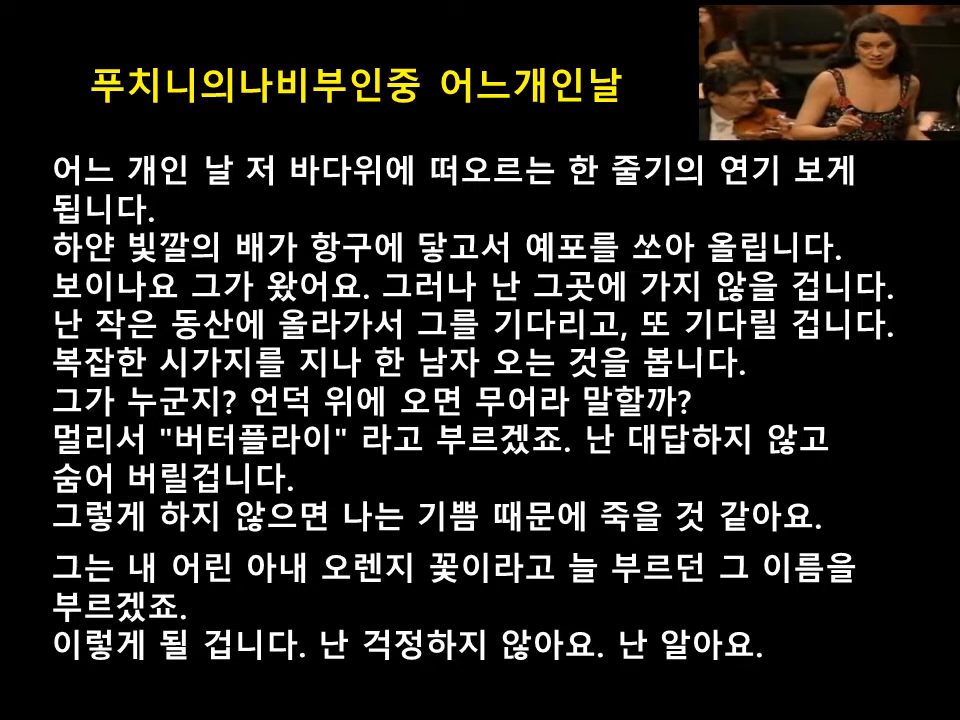 푸치니의나비부인중 어느개인날
어느 개인 날 저 바다위에 떠오르는 한 줄기의 연기 보게
됩니다.
하얀 빛깔의 배가 항구에 닿고서 예포를 쏘아 올립니다.
보이나요 그가 왔어요. 그러나 난 그곳에 가지 않을 겁니다.
난 작은 동산에 올라가서 그를 기다리고, 또 기다릴 겁니다.
복잡한 시가지를 지나 한 남자 오는 것을 봅니다.
그가 누군지? 언덕 위에 오면 무어라 말할까?
멀리서 "버터플라이" 라고 부르겠죠. 난 대답하지 않고
숨어 버릴겁니다.
그렇게 하지 않으면 나는 기쁨 때문에 죽을 것 같아요.
그는 내 어린 아내 오렌지 꽃이라고 늘 부르던 그 이름을
부르겠죠.
이렇게 될 겁니다. 난 걱정하지 않아요. 난 알아요.